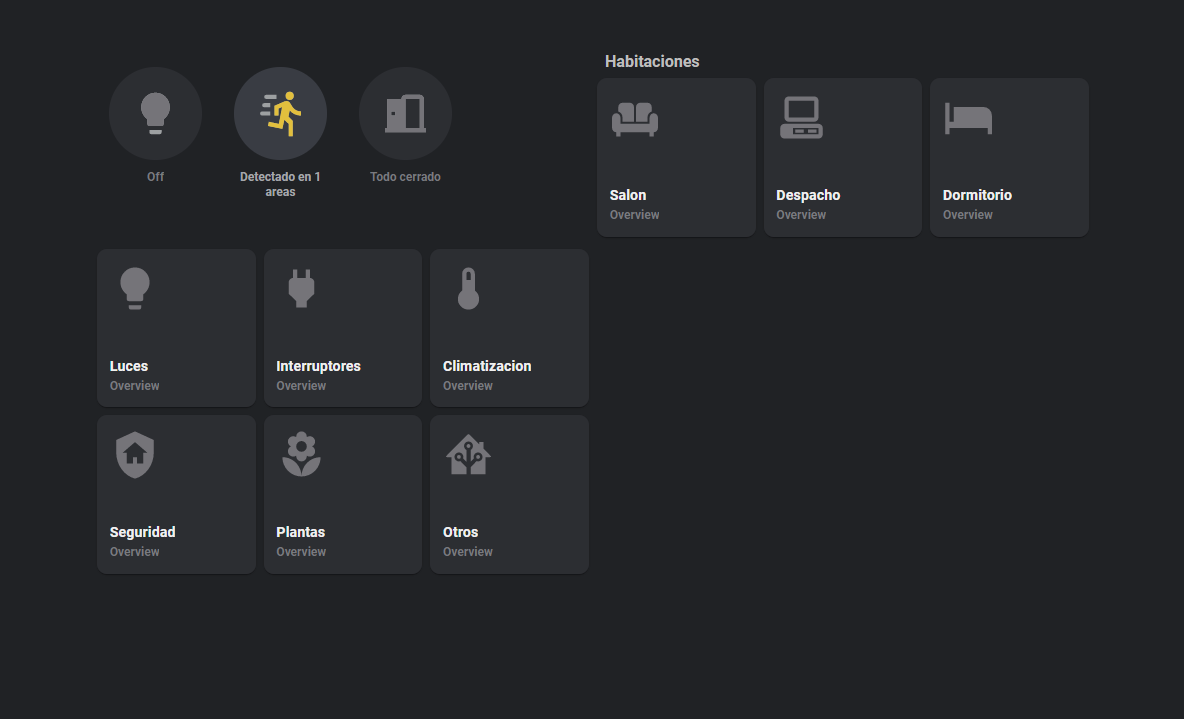 Off
Detectado en 1
areas
Todo cerrado
Luces
Overview
Interruptores
Overview
Climatizacion
Overview
Seguridad
Overview
Plantas
Overview
Otros
Overview
Habitaciones
Salon
Overview
Despacho
Overview
Dormitorio
Overview